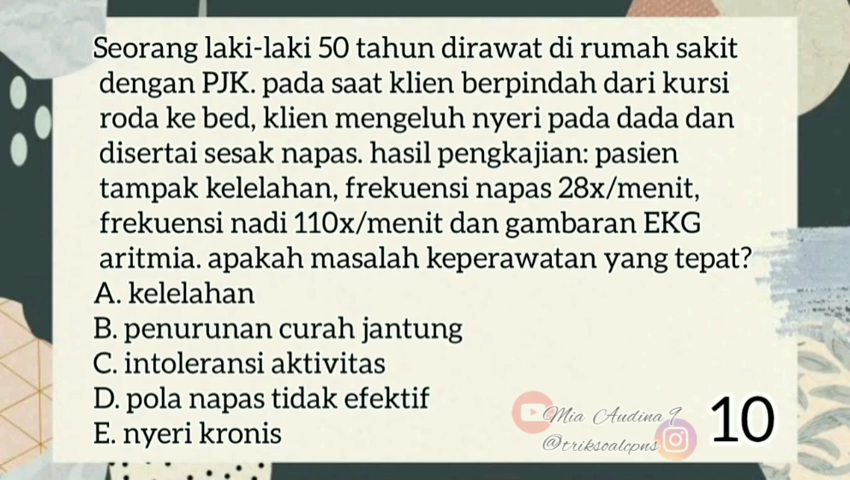 Seorang laki-laki 50 tahun dirawat di rumah sakit
dengan PJK. pada saat klien berpindah dari kursi
roda ke bed, klien mengeluh nyeri pada dada dan
disertai sesak napas. hasil pengkajian: pasien
tampak kelelahan, frekuensi napas 28x/menit,
frekuensi nadi 110x/menit dan gambaran EKG
aritmia. apakah masalah keperawatan yang tepat?
A. kelelahan
B. penurunan curah jantung
C. intoleransi aktivitas
D. pola napas tidak efektif
E. nyeri kronis
Mia Audina 9
@triksoalcpns
10